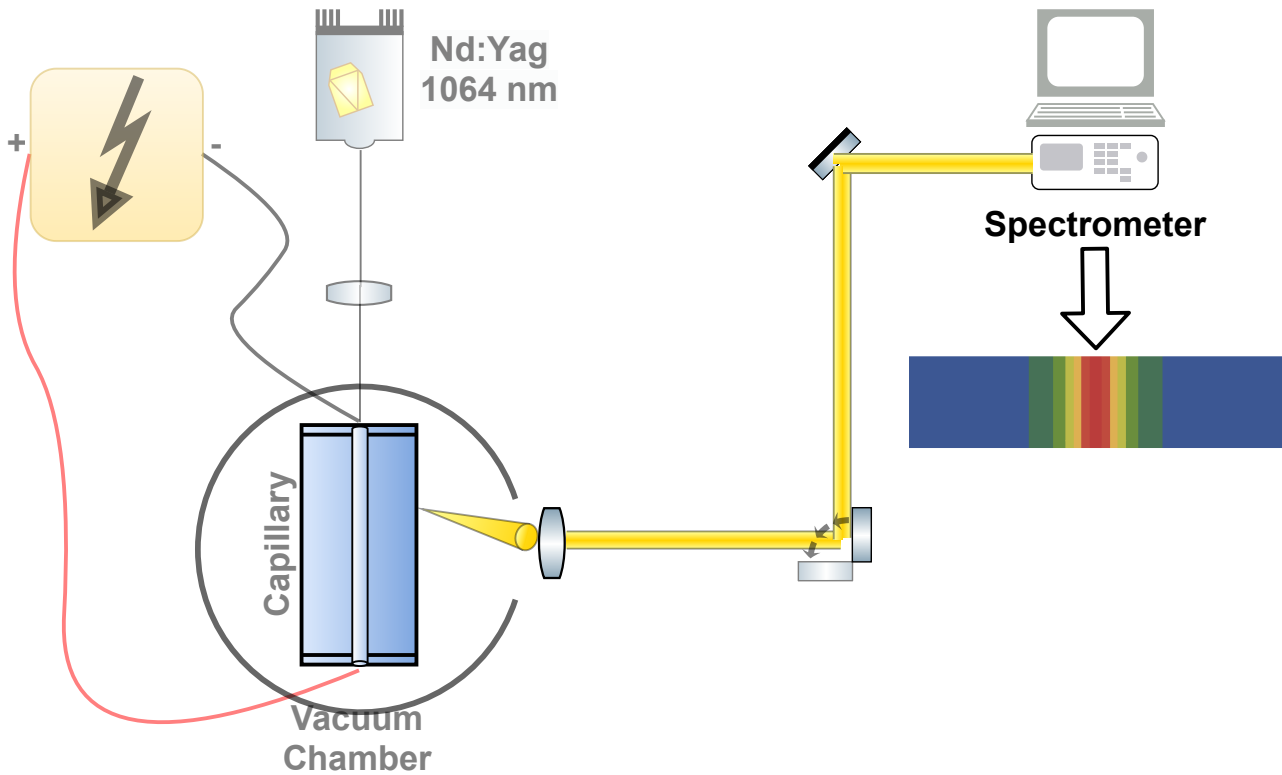 Nd:Yag
1064 nm
+
-
Spectrometer
Capillary
Vacuum
Chamber